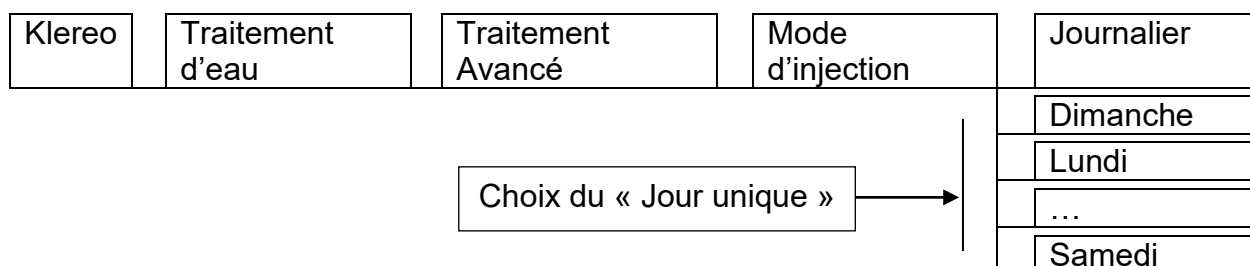 Klereo
Traitement
d’eau
Traitement
Avancé
Mode
d’injection
Journalier
Dimanche
Lundi
Choix du « Jour unique »
…
Samedi